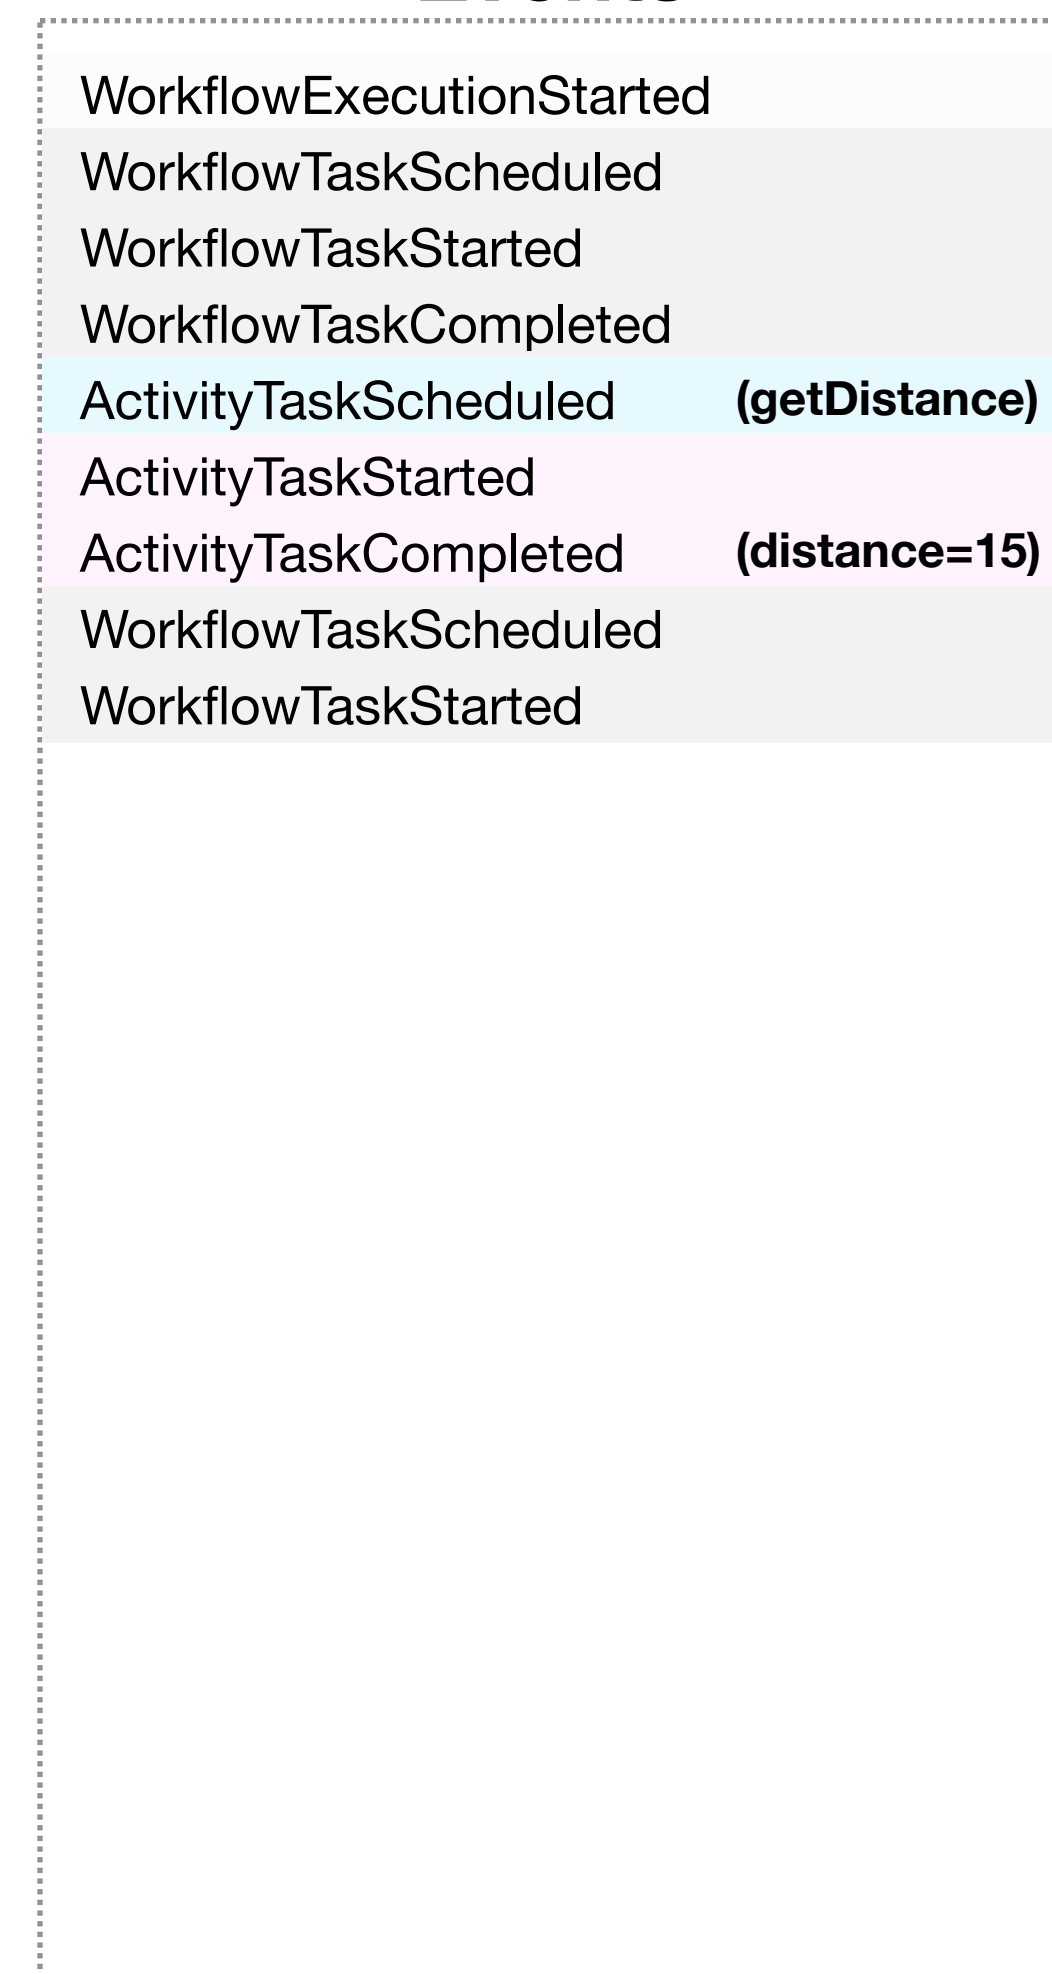 WorkflowExecutionStarted
WorkflowTaskScheduled
WorkflowTaskStarted
WorkflowTaskCompleted
ActivityTaskScheduled (getDistance)
ActivityTaskStarted
ActivityTaskCompleted (distance=15)
WorkflowTaskScheduled
WorkflowTaskStarted